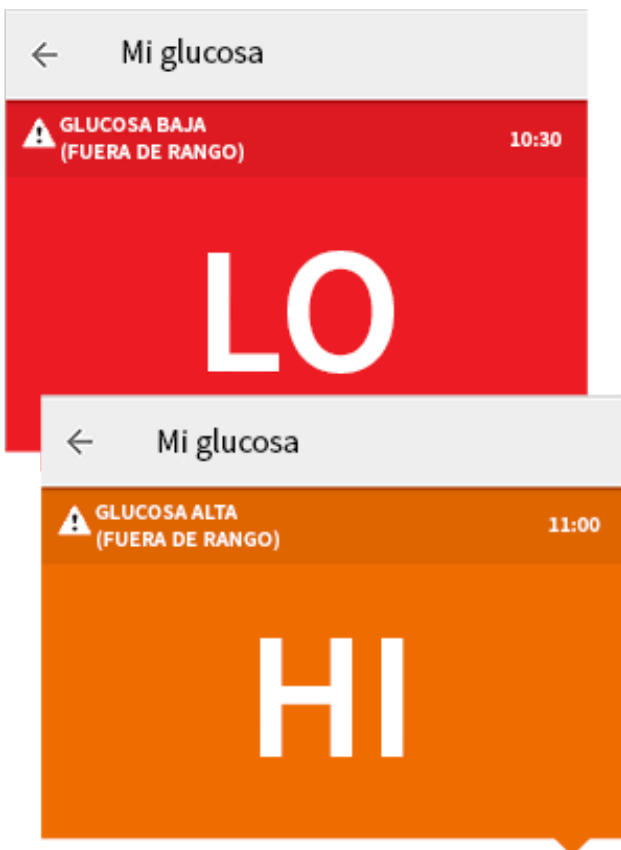 Mi glucosa
GLUCOSA BAJA
(FUERA DE RANGO)
10:30
LO
Mi glucosa
GLUCOSA ALTA
(FUERA DE RANGO)
11:00
HI